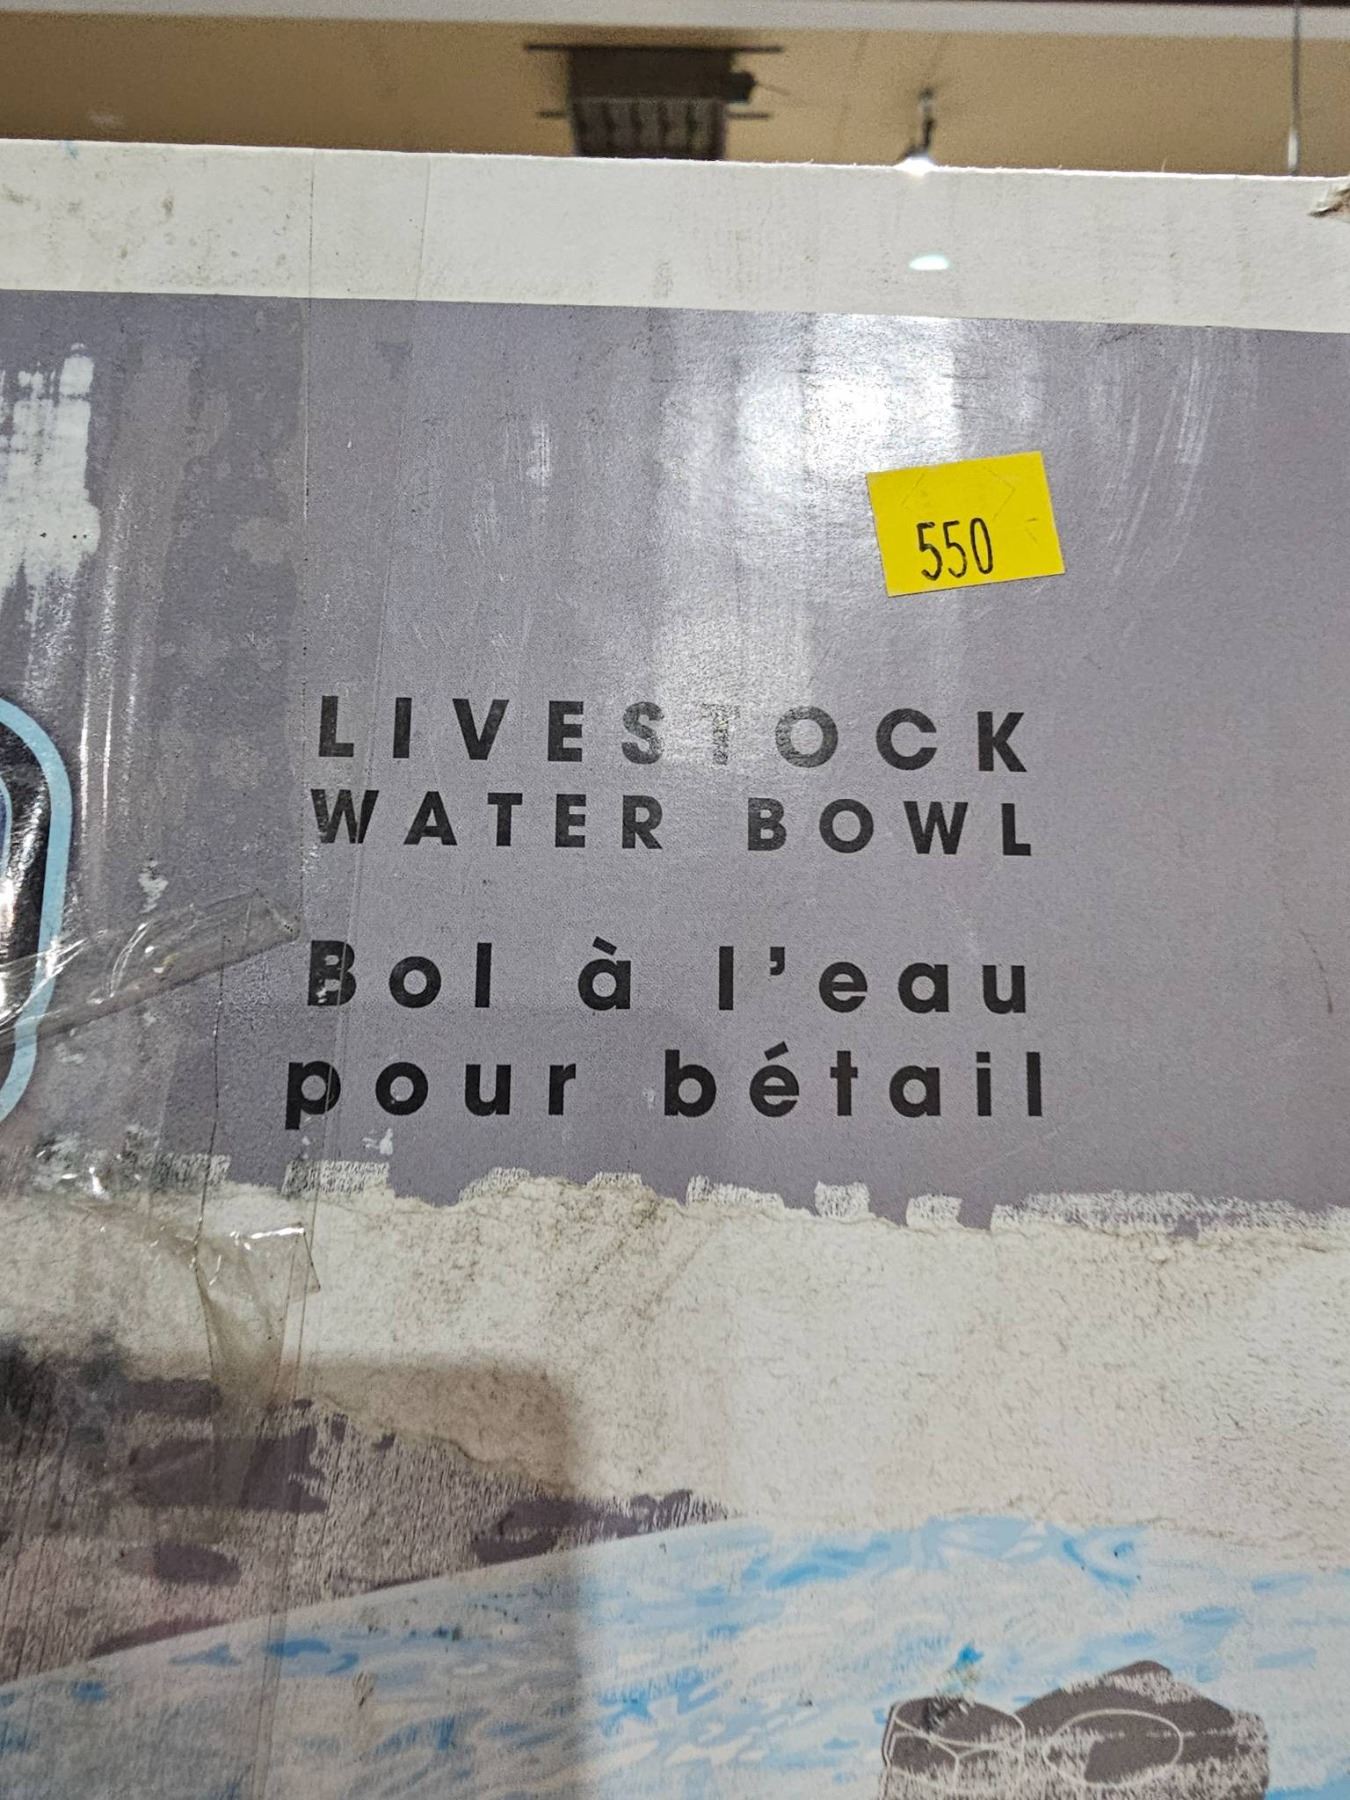 550
LIVESTOCK
WATER BOWL
Bol à l'eau
pour bétail